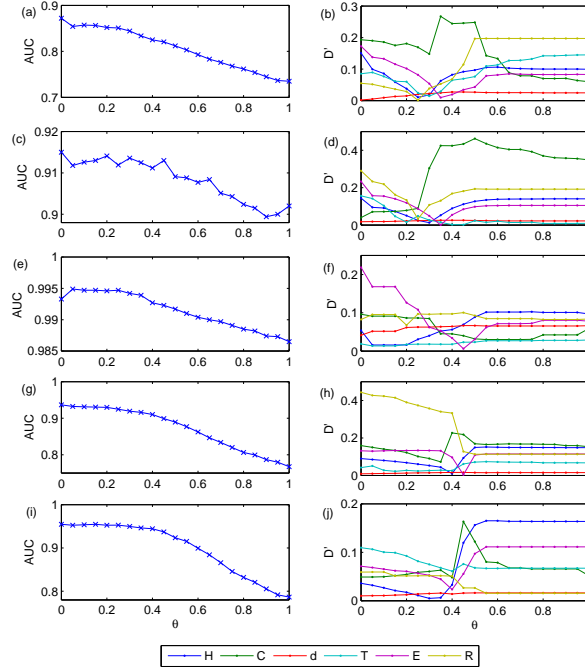 (a)
0.9
0.8
0.7
AUC
0 0.2 0.4 0.6 0.8 1
(b)
0.3
0.2
0.1
0
D'
0 0.2 0.4 0.6 0.8
(c)
0.92
0.91
0.9
AUC
0 0.2 0.4 0.6 0.8 1
(d)
0.4
0.2
0
D'
0 0.2 0.4 0.6 0.8
(e)
1
0.995
0.99
0.985
AUC
0 0.2 0.4 0.6 0.8 1
(f)
0.2
0.1
0
D'
0 0.2 0.4 0.6 0.8
(g)
1
0.9
0.8
AUC
0 0.2 0.4 0.6 0.8 1
(h)
0.4
0.2
0
D'
0 0.2 0.4 0.6 0.8
(i)
1
0.9
0.8
AUC
0 0.2 0.4 0.6 0.8 1
θ
(j)
0.2
0.1
0
D'
0 0.2 0.4 0.6 0.8
θ
H C d T E R